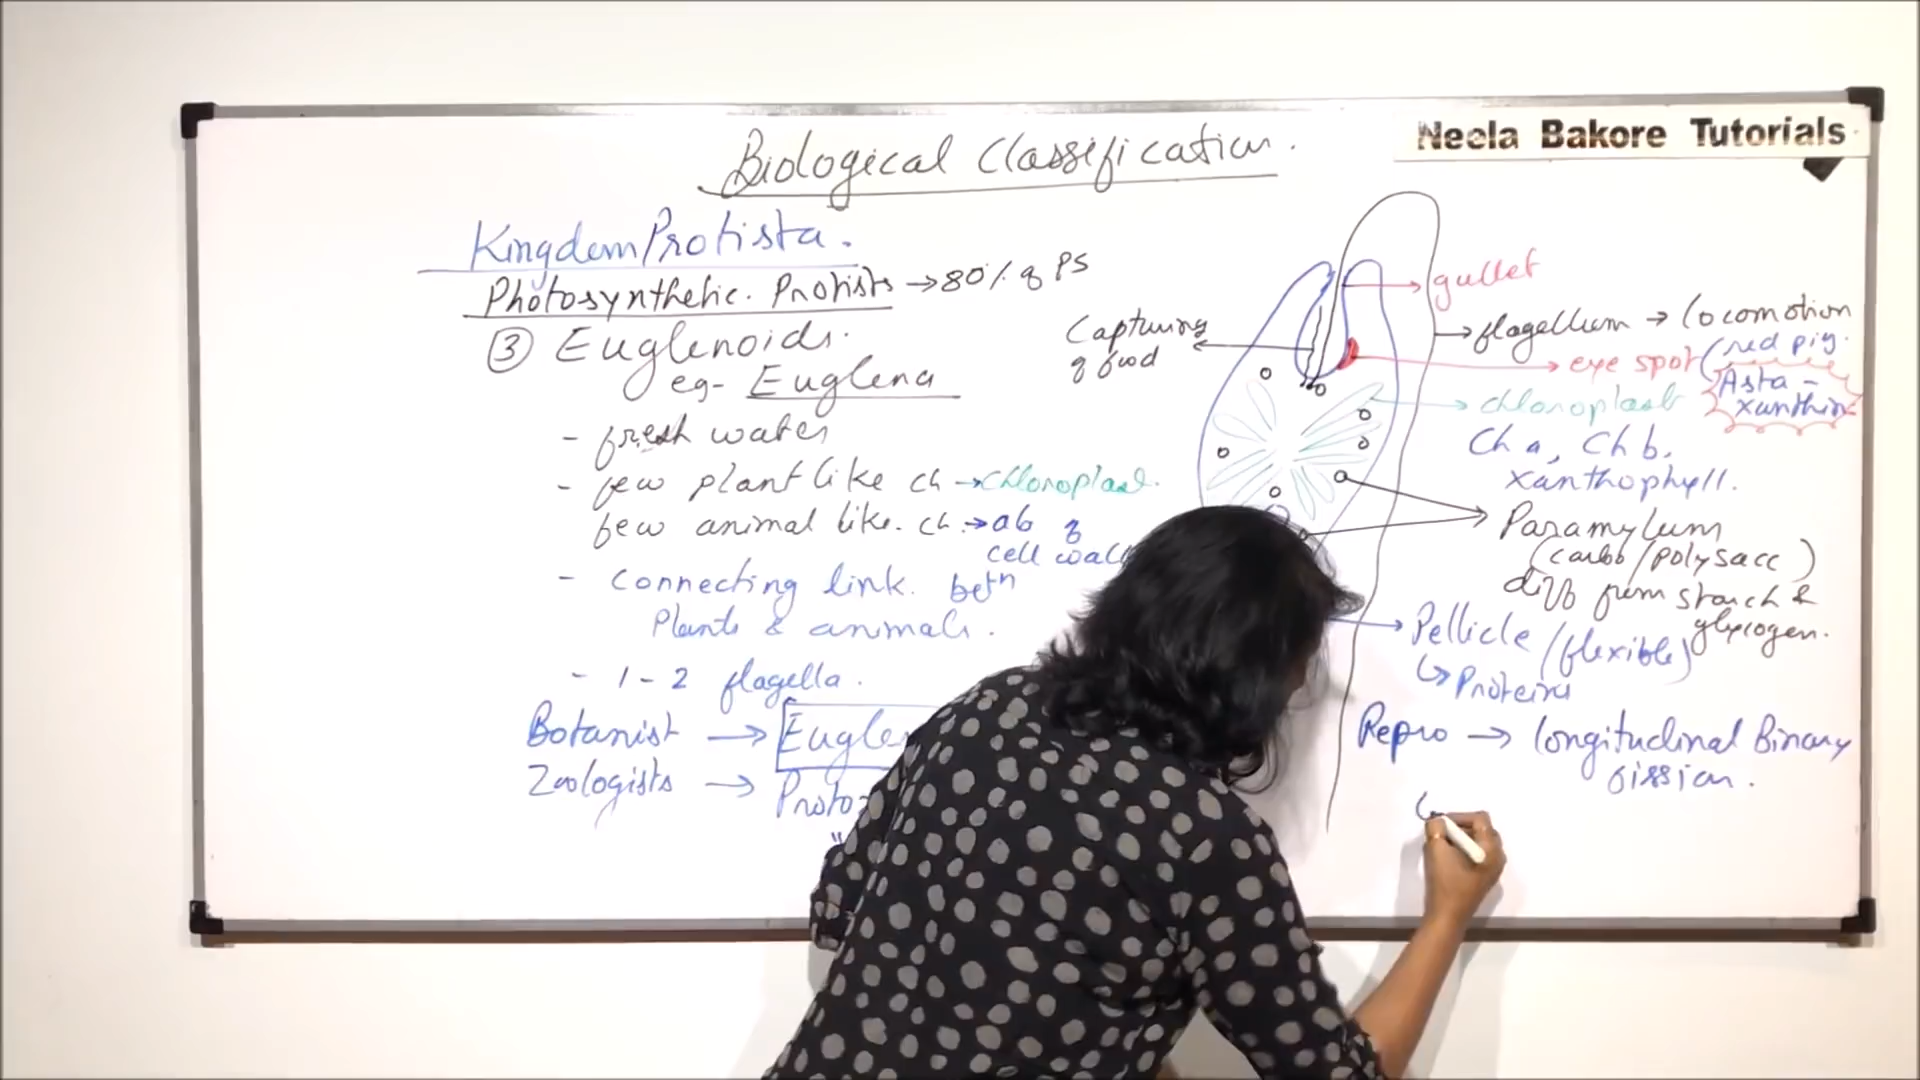 Biological Classification.
Neela Bakore Tutorials
Kingdom Protista.
Photosynthetic. Protists → 80% of PS
③ Euglenoids.
eg- Euglena
- fresh water
- few plant like ch → chloroplast.
few animal like. ch. → ab of
cell wall
- Connecting link. betn
Plants & animals.
- 1-2 flagella.
Botanist →
Zoologists →
Capturing
of food
gullet
flagellum → Locomotion
eye spot (red pig.
Asta-
xanthin
chloroplast
Ch a, Ch b,
xanthophyll.
Paramylum
(carbo/polysacc)
diff from starch &
glycogen.
Pellicle (flexible)
↳ Proteins
Repro → longitudinal Binary
fission.